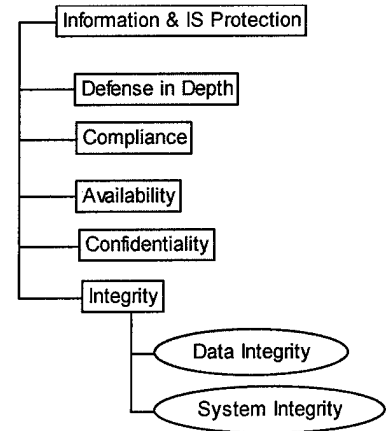 Information & IS Protection
Defense in Depth
Compliance
Availability
Confidentiality
Integrity
Data Integrity
System Integrity